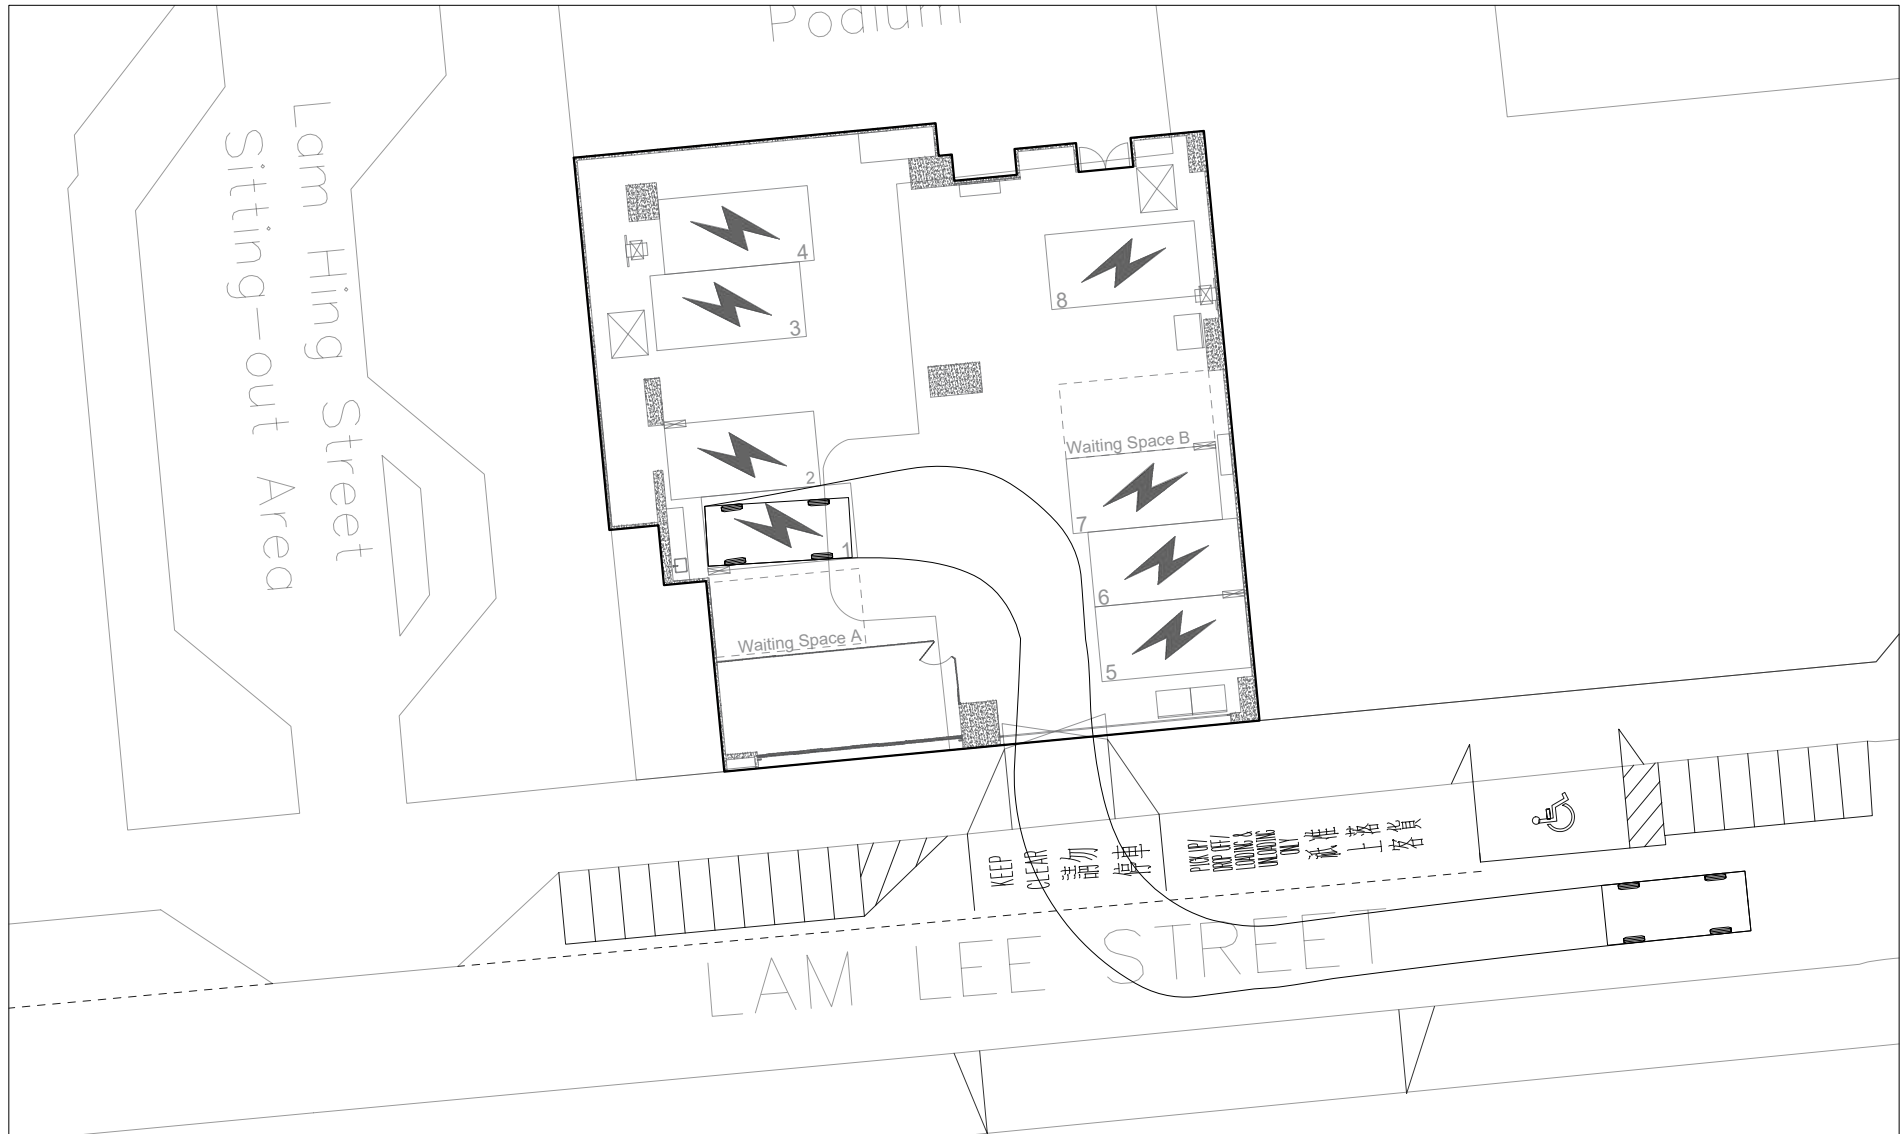 Podium
Lam Hing Street
Sitting-out Area
4
3
2
1
8
7
6
5
Waiting Space B
Waiting Space A
KEEP
CLEAR
請勿
停車
PICK UP/
DROP OFF/
LOADING &
UNLOADING
ONLY
祇准
上落
客貨
LAM LEE STREET